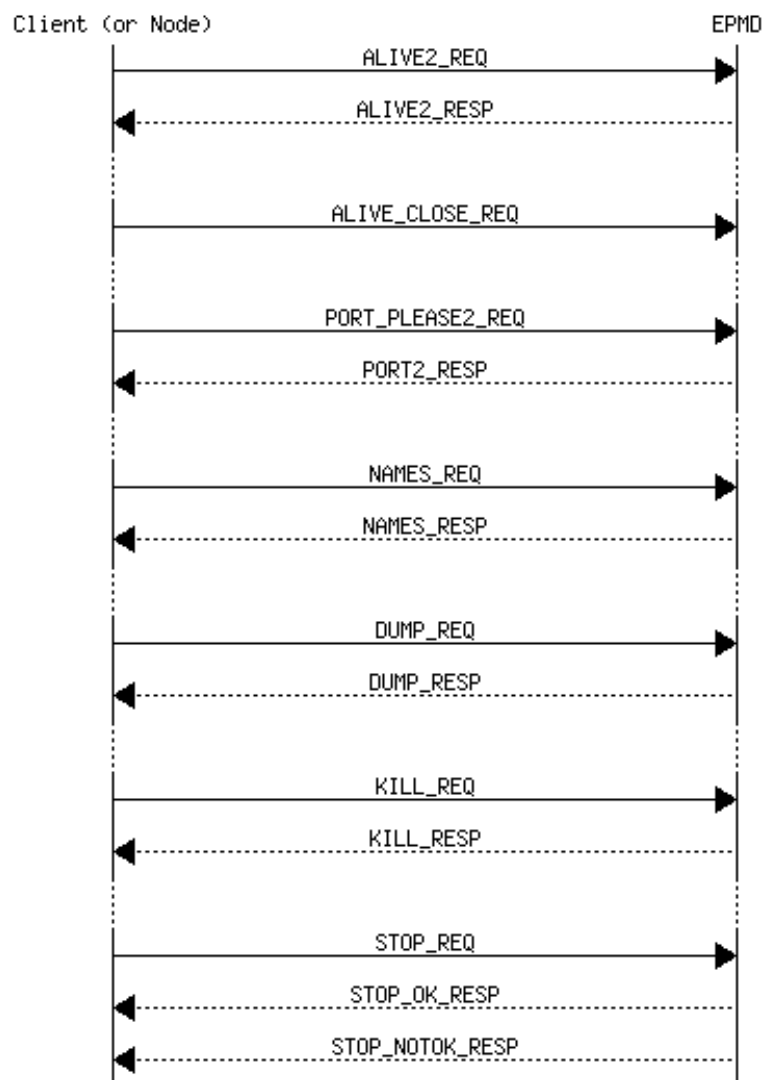 Client (or Node) EPMD
ALIVE2_REQ
ALIVE2_RESP
ALIVE_CLOSE_REQ
PORT_PLEASE2_REQ
PORT2_RESP
NAMES_REQ
NAMES_RESP
DUMP_REQ
DUMP_RESP
KILL_REQ
KILL_RESP
STOP_REQ
STOP_OK_RESP
STOP_NOTOK_RESP